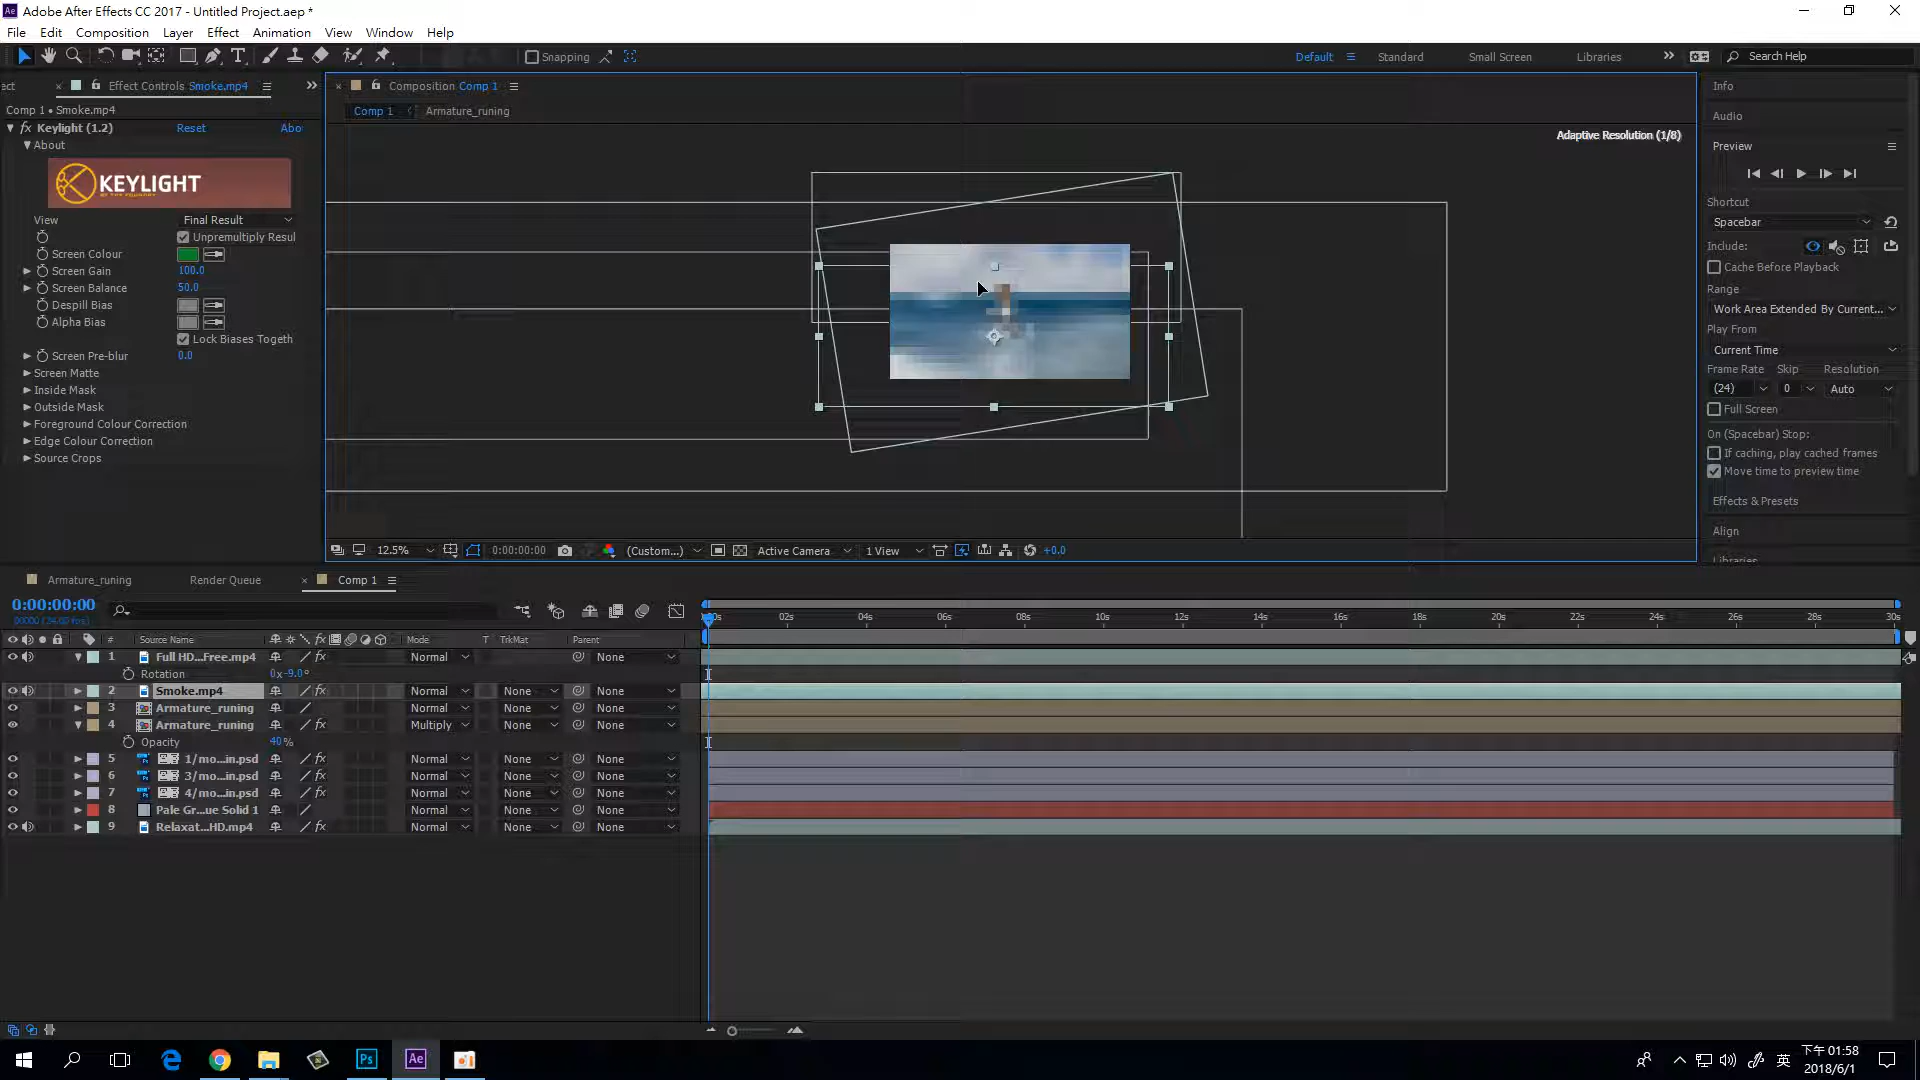 Adobe After Effects CC 2017 - Untitled Project.aep *
File Edit Composition Layer Effect Animation View Window Help
Snapping
Default Standard Small Screen Libraries Search Help
ect Effect Controls Smoke.mp4
Composition Comp 1
Comp 1 • Smoke.mp4
Comp 1 Armature_runing
fx Keylight (1.2) Reset Abo
About
KEYLIGHT
View Final Result
Unpremultiply Resul
Screen Colour
Screen Gain 100.0
Screen Balance 50.0
Despill Bias
Alpha Bias
Lock Biases Togeth
Screen Pre-blur 0.0
Screen Matte
Inside Mask
Outside Mask
Foreground Colour Correction
Edge Colour Correction
Source Crops
Adaptive Resolution (1/8)
12.5% 0:00:00:00 (Custom...) Active Camera 1 View +0.0
Info
Audio
Preview
Shortcut
Spacebar
Include:
Cache Before Playback
Range
Work Area Extended By Current...
Play From
Current Time
Frame Rate Skip Resolution
(24) 0 Auto
Full Screen
On (Spacebar) Stop:
If caching, play cached frames
Move time to preview time
Effects & Presets
Align
Libraries
Armature_runing Render Queue Comp 1
0:00:00:00
00000 (24.00 fps)
# Source Name fx Mode T TrkMat Parent
1 Full HD...Free.mp4 fx Normal None
Rotation 0x-9.0°
2 Smoke.mp4 fx Normal None None
3 Armature_runing Normal None None
4 Armature_runing fx Multiply None None
Opacity 40%
5 1/mo...in.psd fx Normal None None
6 3/mo...in.psd fx Normal None None
7 4/mo...in.psd fx Normal None None
8 Pale Gr...ue Solid 1 Normal None None
9 Relaxat...HD.mp4 fx Normal None None
02s 04s 06s 08s 10s 12s 14s 16s 18s 20s 22s 24s 26s 28s 30s
Ps Ae
英
下午 01:58
2018/6/1